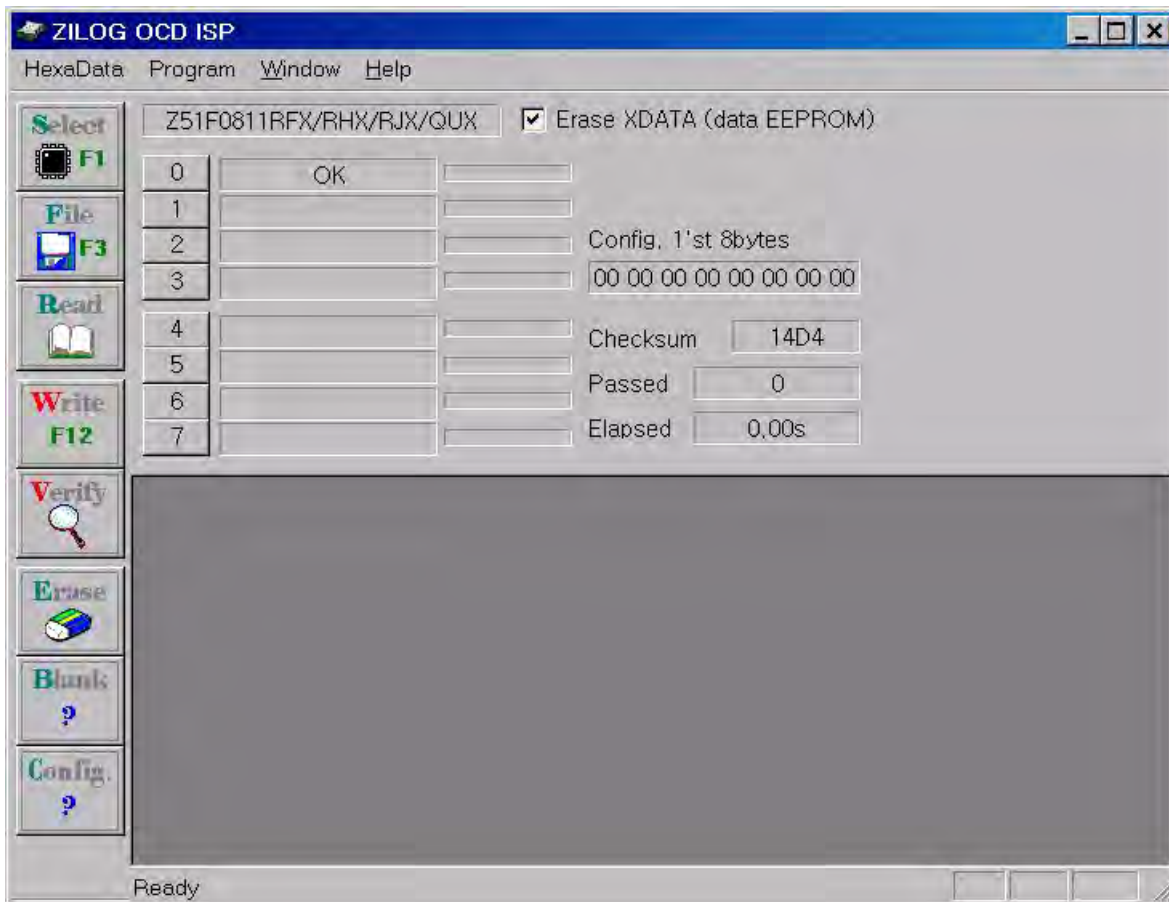 ZILOG OCD ISP
HexaData Program Window Help
Select F1
Z51F0811RFX/RHX/RJX/QUX
Erase XDATA (data EEPROM)
0 OK
1
File F3
2 Config, 1'st 8bytes
3 00 00 00 00 00 00 00 00
Read
4 Checksum 14D4
5 Passed 0
Write F12
6
7 Elapsed 0,00s
Verify
Erase
Blank ?
Config. ?
Ready